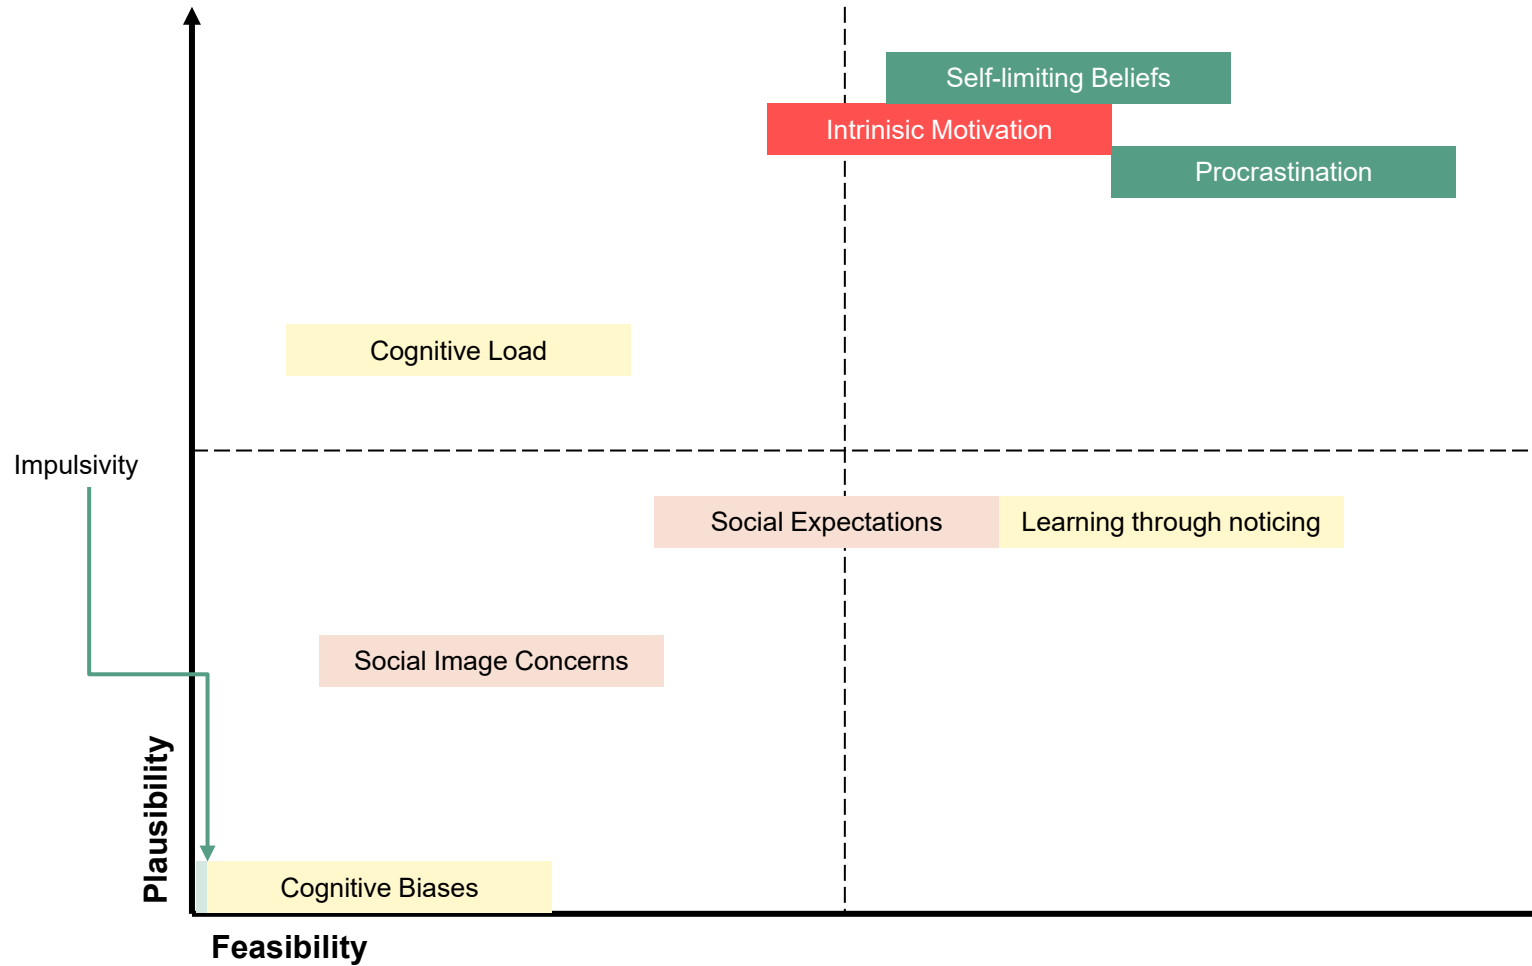 Self-limiting Beliefs
Intrinisic Motivation
Procrastination
Cognitive Load
Impulsivity
Social Expectations
Learning through noticing
Social Image Concerns
Plausibility
Cognitive Biases
Feasibility